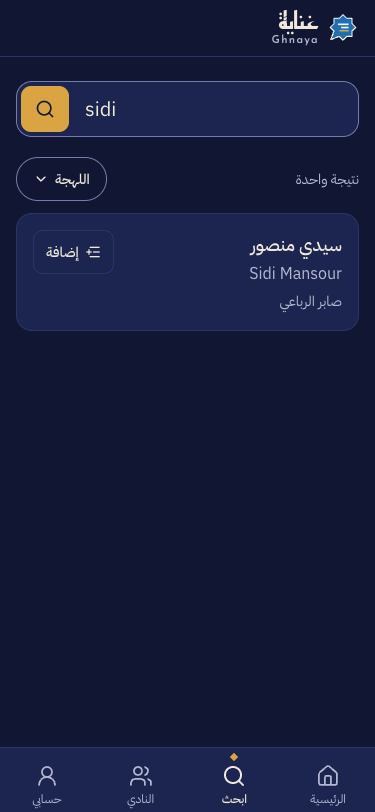 غناية
Ghnaya
sidi
نتيجة واحدة
اللهجة
سيدي منصور
إضافة
Sidi Mansour
صابر الرباعي
الرئيسية
ابحث
النادي
حسابي